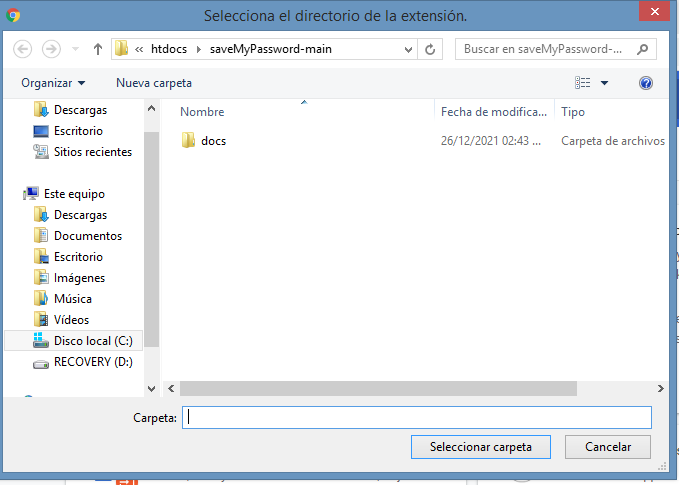 Selecciona el directorio de la extensión.
« htdocs ▸ saveMyPassword-main
Buscar en saveMyPassword-...
Organizar
Nueva carpeta
Nombre
Fecha de modifica...
Tipo
docs
26/12/2021 02:43 ...
Carpeta de archivos
Descargas
Escritorio
Sitios recientes
Este equipo
Descargas
Documentos
Escritorio
Imágenes
Música
Vídeos
Disco local (C:)
RECOVERY (D:)
Carpeta:
Seleccionar carpeta
Cancelar